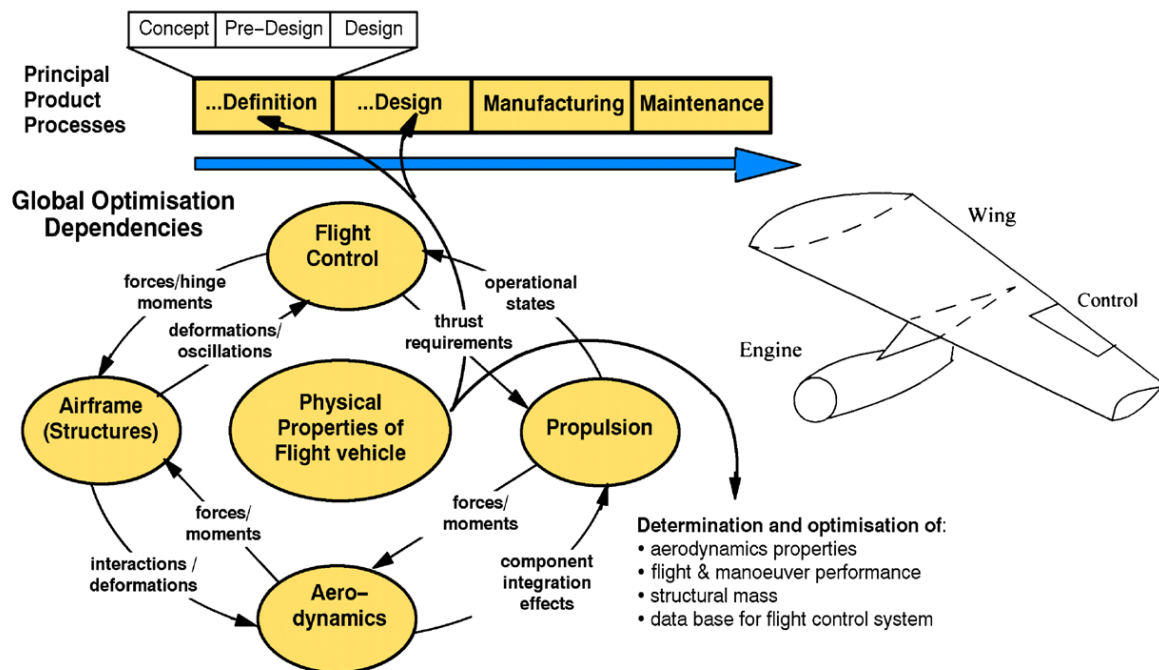 Concept Pre–Design Design
Principal
Product
Processes
...Definition ...Design Manufacturing Maintenance
Global Optimisation
Dependencies
Flight
Control
forces/hinge
moments
deformations/
oscillations
operational
states
thrust
requirements
Airframe
(Structures)
Physical
Properties of
Flight vehicle
Propulsion
forces/
moments
interactions /
deformations
forces/
moments
component
integration
effects
Aero-
dynamics
Wing
Control
Engine
Determination and optimisation of:
• aerodynamics properties
• flight & manoeuver performance
• structural mass
• data base for flight control system